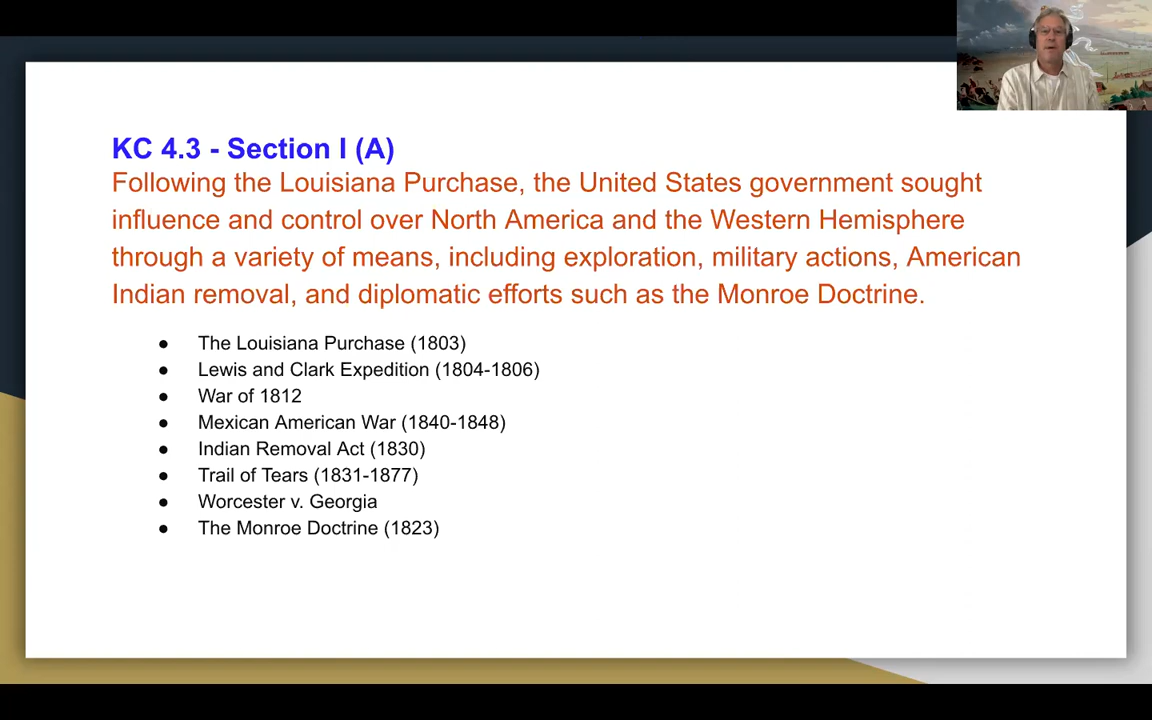 KC 4.3 - Section I (A)
Following the Louisiana Purchase, the United States government sought
influence and control over North America and the Western Hemisphere
through a variety of means, including exploration, military actions, American
Indian removal, and diplomatic efforts such as the Monroe Doctrine.
● The Louisiana Purchase (1803)
● Lewis and Clark Expedition (1804-1806)
● War of 1812
● Mexican American War (1840-1848)
● Indian Removal Act (1830)
● Trail of Tears (1831-1877)
● Worcester v. Georgia
● The Monroe Doctrine (1823)